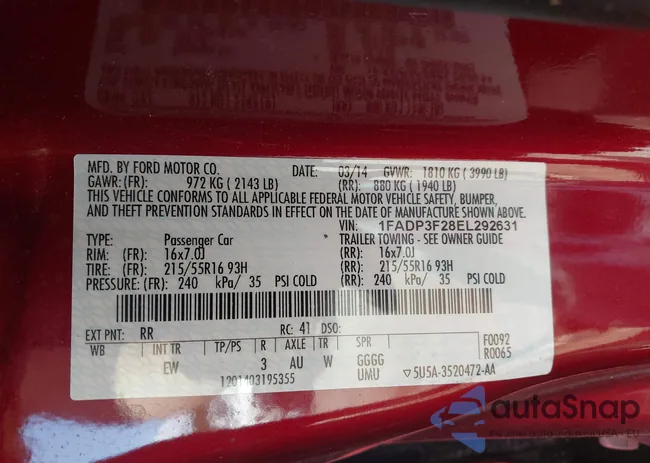 MFD. BY FORD MOTOR CO. DATE: 03/14 GVWR: 1810 KG ( 3990 LB)
GAWR: (FR): 972 KG ( 2143 LB) (RR): 880 KG ( 1940 LB)
THIS VEHICLE CONFORMS TO ALL APPLICABLE FEDERAL MOTOR VEHICLE SAFETY, BUMPER,
AND THEFT PREVENTION STANDARDS IN EFFECT ON THE DATE OF MANUFACTURE SHOWN ABOVE.
VIN: 1FADP3F28EL292631
TYPE: Passenger Car TRAILER TOWING - SEE OWNER GUIDE
RIM: (FR): 16x7.0J (RR): 16x7.0J
TIRE: (FR): 215/55R16 93H (RR): 215/55R16 93H
PRESSURE: (FR): 240 kPa/ 35 PSI COLD (RR): 240 kPa/ 35 PSI COLD
EXT PNT: RR RC: 41 DSO:
WB INT TR TP/PS R AXLE TR SPR F0092
EW 3 AU W GGGG R0065
1201403195355 UMU 5U5A-3520472-AA
autoSnap